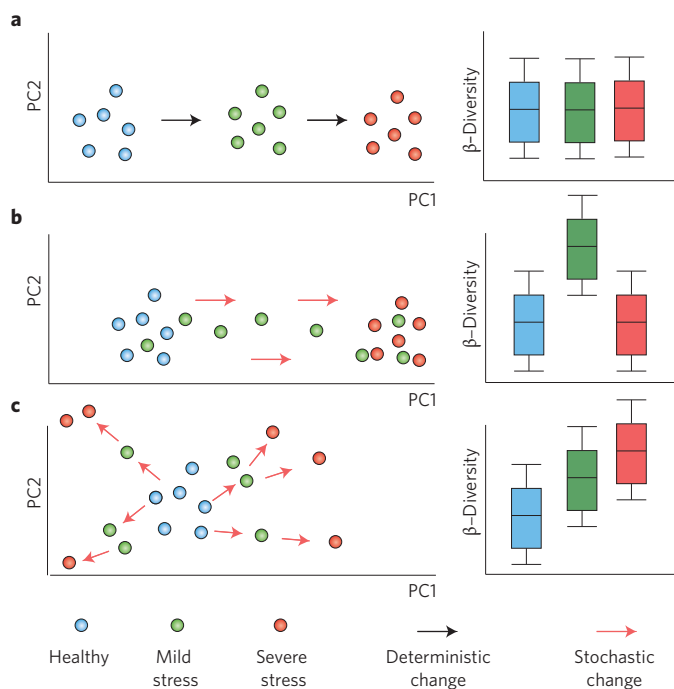 a
PC2
PC1
β–Diversity
b
PC2
PC1
β–Diversity
c
PC2
PC1
β–Diversity
Healthy
Mild
stress
Severe
stress
Deterministic
change
Stochastic
change